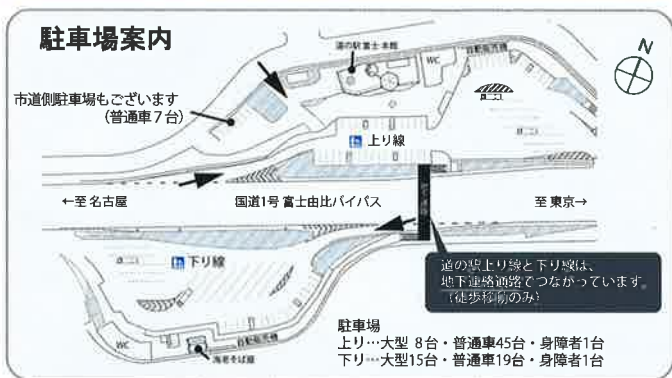 駐車場案内
道の駅富士 本館
自動販売機
WC
N
市道側駐車場もございます
(普通車7台)
上り線
←至 名古屋
国道1号 富士由比バイパス
至 東京→
下り線
道の駅上り線と下り線は、
地下連絡通路でつながっています。
(徒歩移動のみ)
WC
自動販売機
海老そば屋
駐車場
上り…大型 8台・普通車45台・身障者1台
下り…大型15台・普通車19台・身障者1台